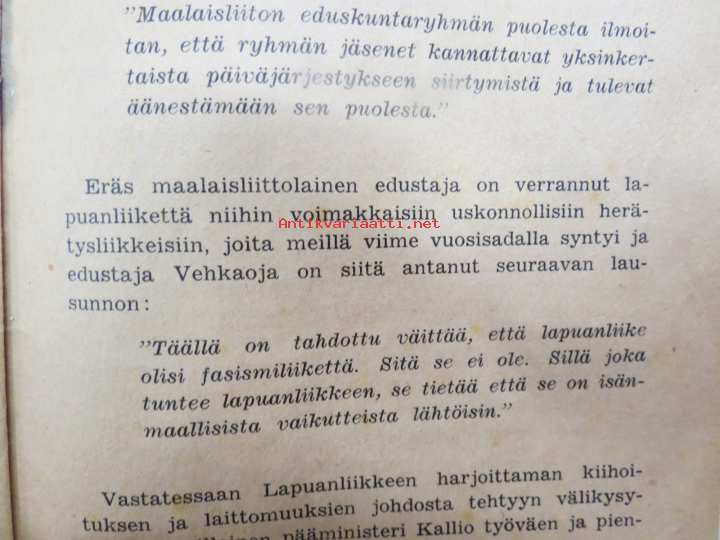 "Maalaisliiton eduskuntaryhmän puolesta ilmoi-
tan, että ryhmän jäsenet kannattavat yksinker-
taista päiväjärjestykseen siirtymistä ja tulevat
äänestämään sen puolesta."
Eräs maalaisliittolainen edustaja on verrannut la-
puanliikettä niihin voimakkaisiin uskonnollisiin herä-
Antikvariaatti.net
tysliikkeisiin, joita meillä viime vuosisadalla syntyi ja
edustaja Vehkaoja on siitä antanut seuraavan lau-
sunnon:
"Täällä on tahdottu väittää, että lapuanliike
olisi fasismiliikettä. Sitä se ei ole. Sillä joka
tuntee lapuanliikkeen, se tietää että se on isän-
maallisista vaikutteista lähtöisin."
Vastatessaan Lapuanliikkeen harjoittaman kiihoi-
tuksen ja laittomuuksien johdosta tehtyyn välikysy-
pääministeri Kallio työväen ja pien-